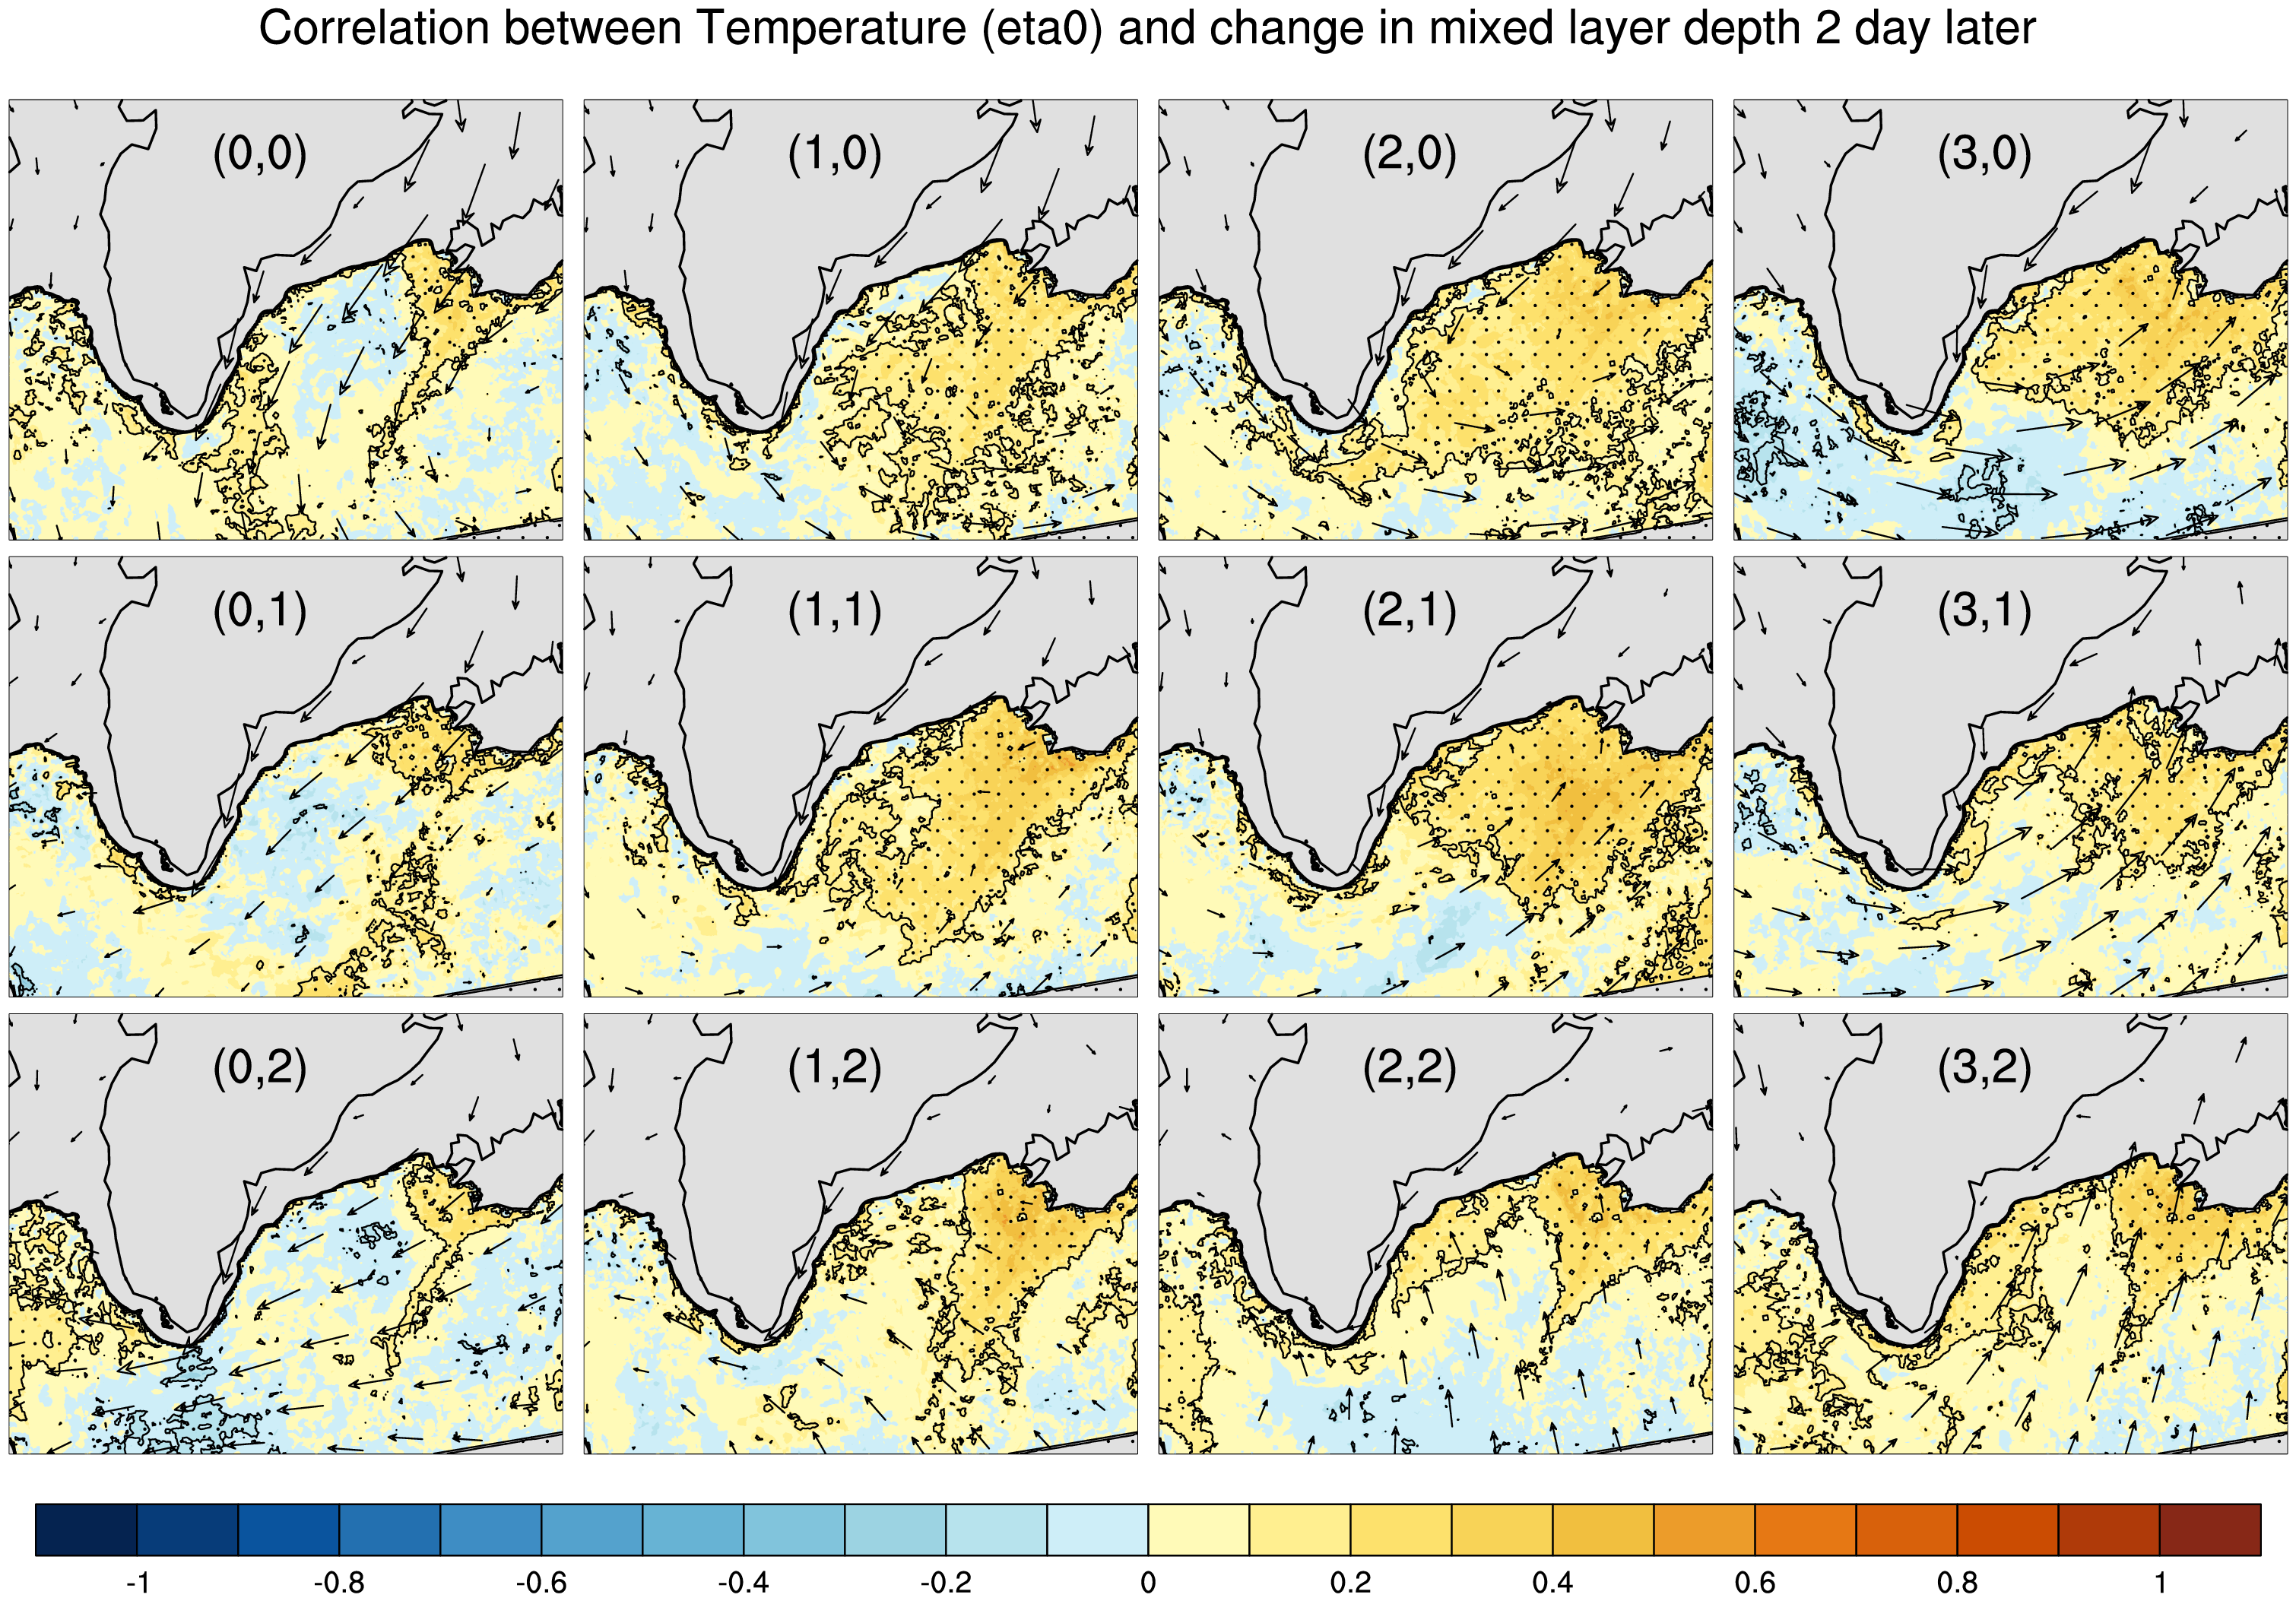 Correlation between Temperature (eta0) and change in mixed layer depth 2 day later
(0,0) (1,0) (2,0) (3,0)
(0,1) (1,1) (2,1) (3,1)
(0,2) (1,2) (2,2) (3,2)
-1 -0.8 -0.6 -0.4 -0.2 0 0.2 0.4 0.6 0.8 1